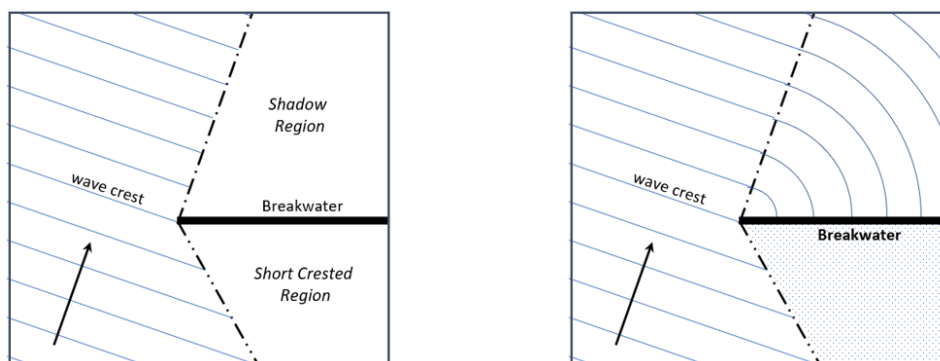 Shadow
Region
wave crest
Breakwater
Short Crested
Region
wave crest
Breakwater